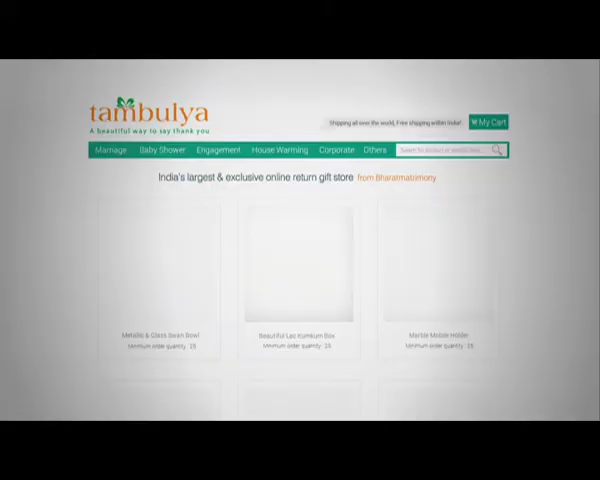 tambulya
A beautiful way to say thank you
Shipping all over the world, Free shipping within India!
My Cart
Marriage Baby Shower Engagement House Warming Corporate Others
India's largest & exclusive online return gift store from Bharatmatrimony
Metallic & Glass Swan Bowl
Minimum order quantity : 25
Beautiful Lac Kumkum Box
Minimum order quantity : 25
Marble Mobile Holder
Minimum order quantity : 25